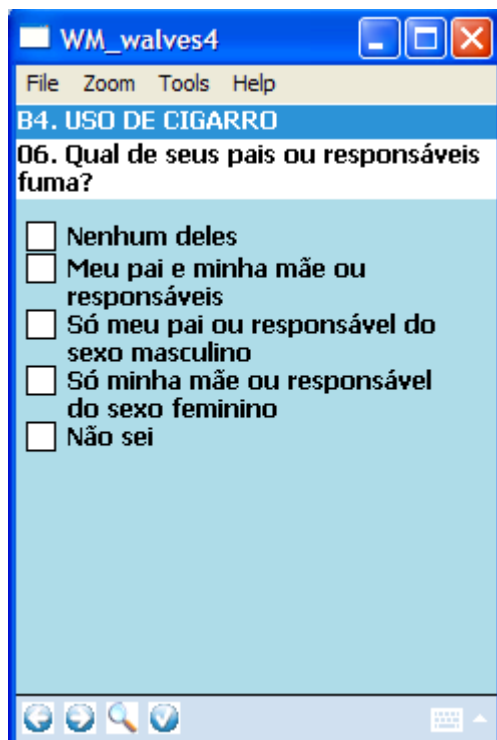 WM_walves4
File Zoom Tools Help
B4. USO DE CIGARRO
06. Qual de seus pais ou responsáveis
fuma?
Nenhum deles
Meu pai e minha mãe ou
responsáveis
Só meu pai ou responsável do
sexo masculino
Só minha mãe ou responsável
do sexo feminino
Não sei